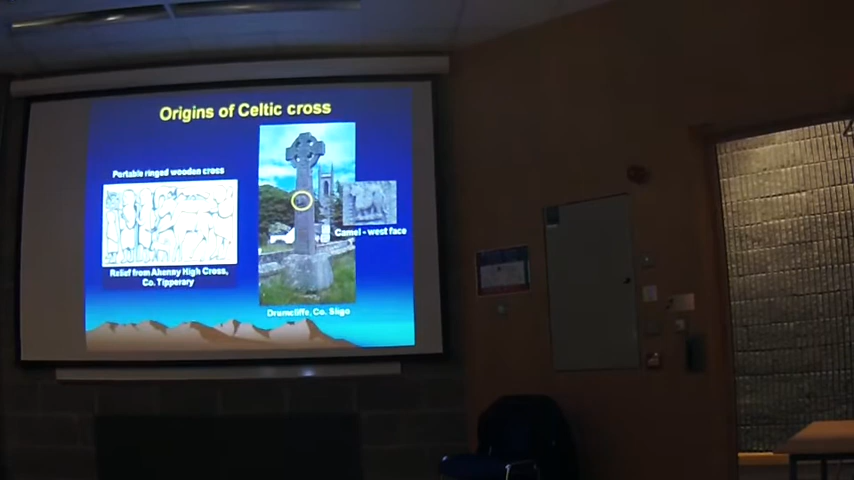 Origins of Celtic cross
Portable ringed wooden cross
Camel - west face
Relief from Ahenny High Cross,
Co. Tipperary
Drumcliffe, Co. Sligo